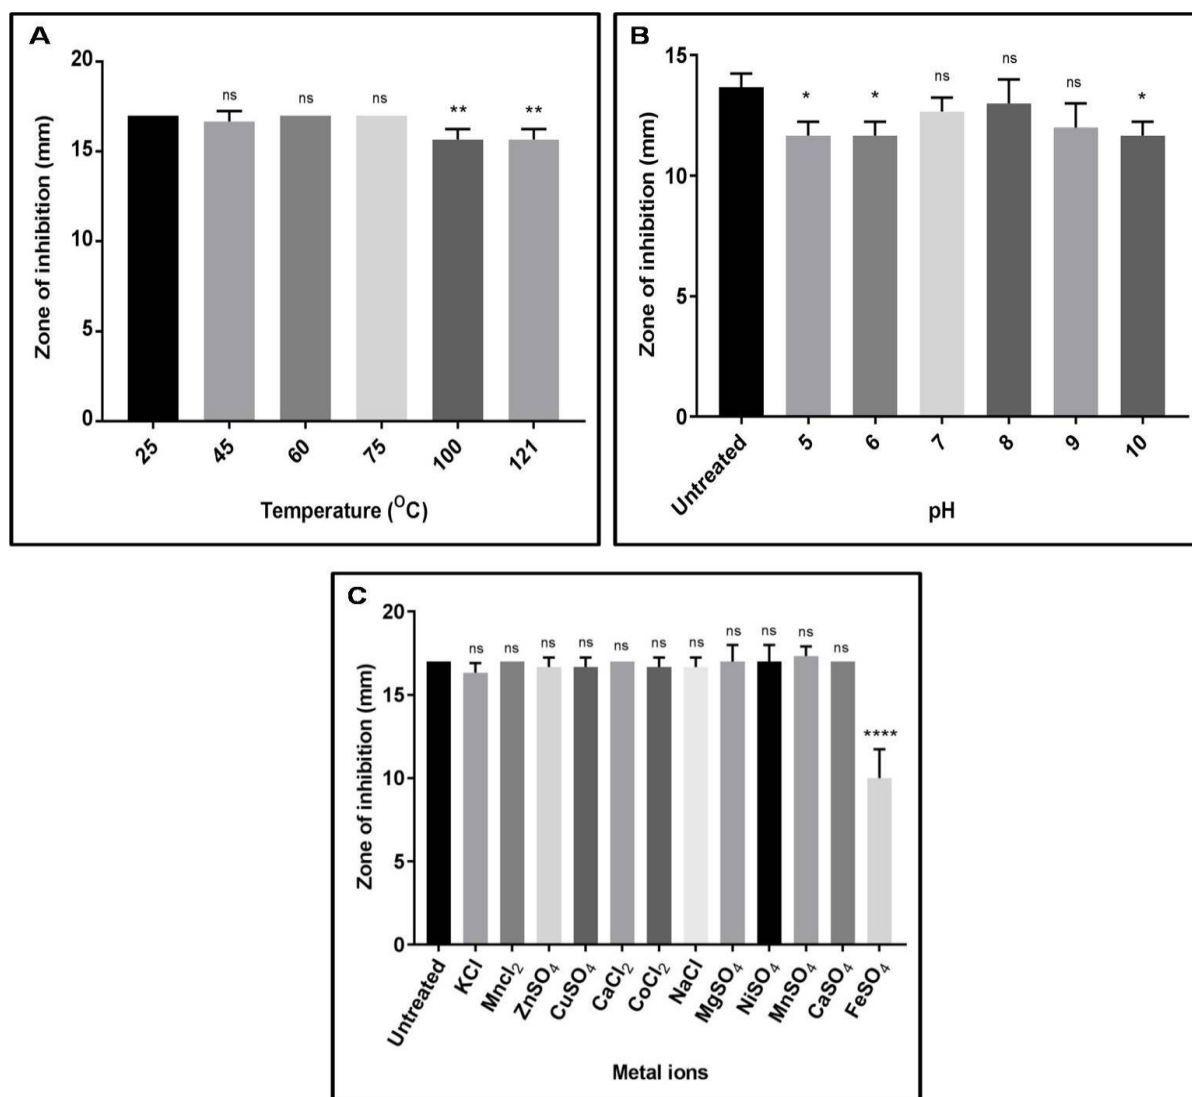 A
20
15
10
5
0
Zone of inhibition (mm)
ns
ns
ns
**
**
25
45
60
75
100
121
Temperature (OC)
B
15
10
5
0
Zone of inhibition (mm)
*
*
ns
ns
ns
*
Untreated
5
6
7
8
9
10
pH
C
20
15
10
5
0
Zone of inhibition (mm)
ns
ns
ns
ns
ns
ns
ns
ns
ns
ns
ns
****
Untreated
KCl
Mncl2
ZnSO4
CuSO4
CaCl2
CoCl2
NaCl
MgSO4
NiSO4
MnSO4
CaSO4
FeSO4
Metal ions